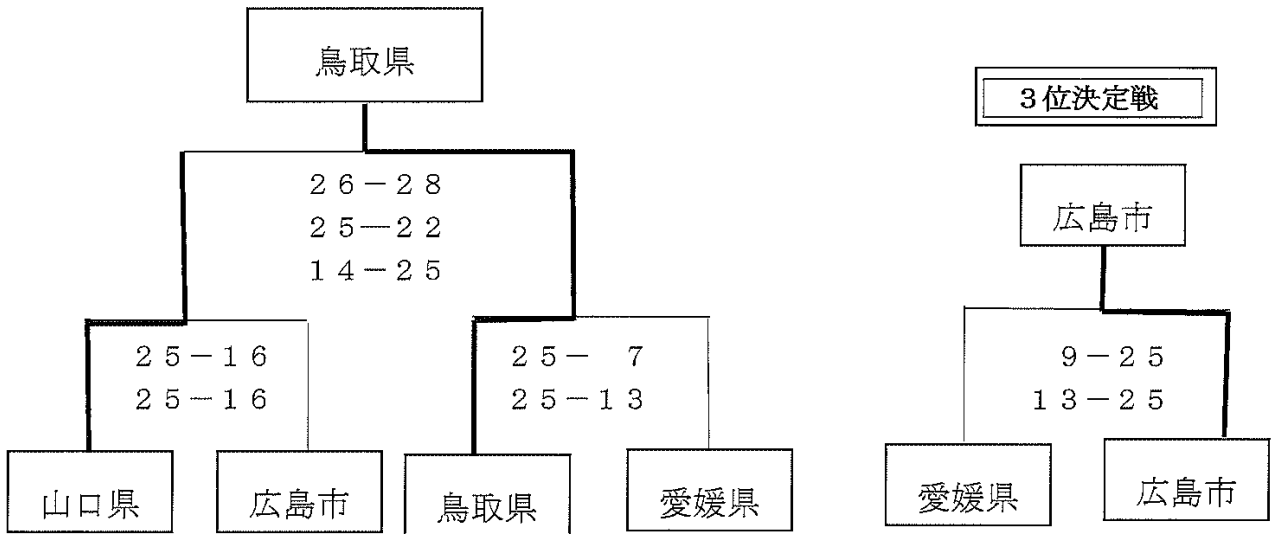 鳥取県
２６－２８
２５－２２
１４－２５
２５－１６
２５－１６
２５－　７
２５－１３
山口県
広島市
鳥取県
愛媛県
３位決定戦
広島市
９－２５
１３－２５
愛媛県
広島市